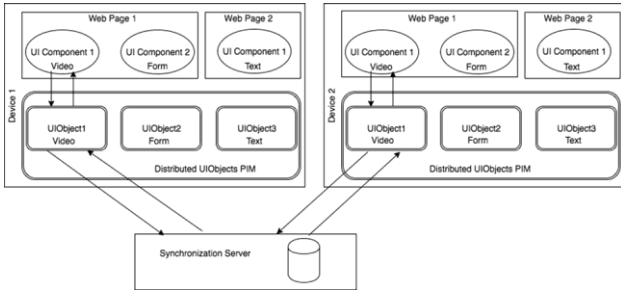 Web Page 1
Web Page 2
UI Component 1
Video
UI Component 2
Form
UI Component 1
Text
Device 1
UIObject1
Video
UIObject2
Form
UIObject3
Text
Distributed UIObjects PIM
Web Page 1
Web Page 2
UI Component 1
Video
UI Component 2
Form
UI Component 1
Text
Device 2
UIObject1
Video
UIObject2
Form
UIObject3
Text
Distributed UIObjects PIM
Synchronization Server